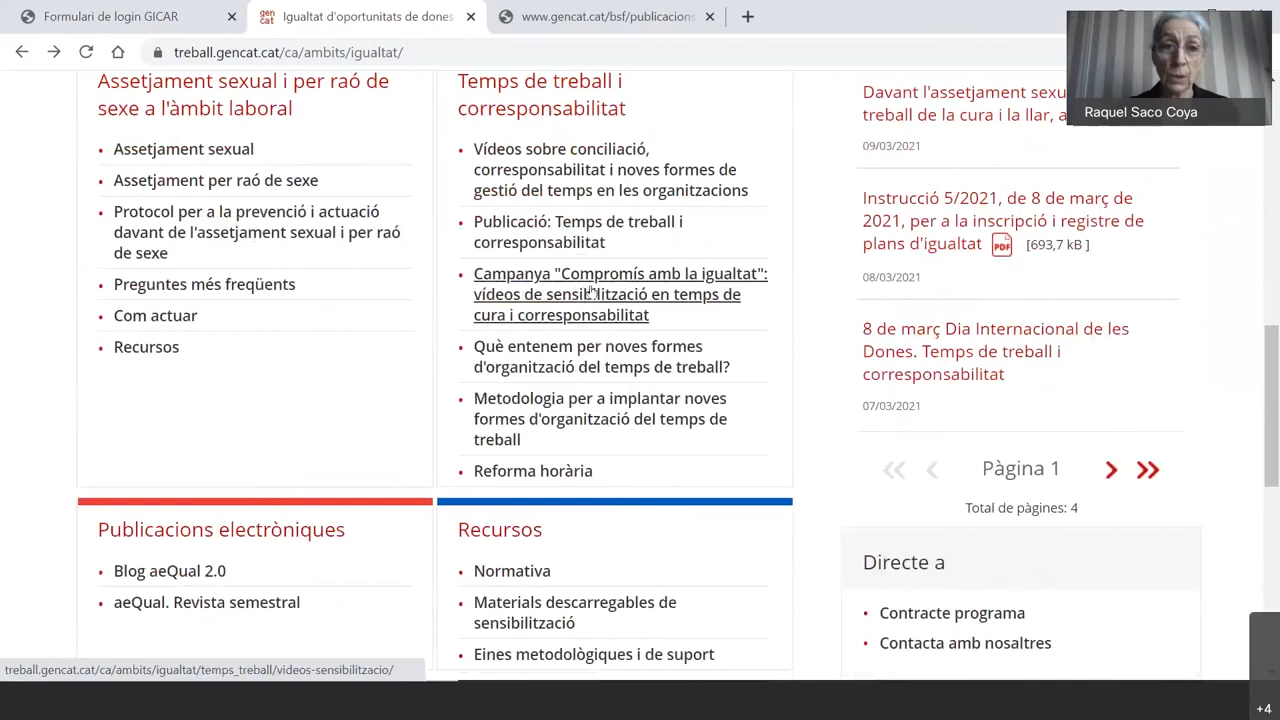 Formulari de login GICAR
gen cat
Igualtat d'oportunitats de dones
www.gencat.cat/bsf/publicacions
treball.gencat.cat/ca/ambits/igualtat/
Raquel Saco Coya
Assetjament sexual i per raó de
sexe a l'àmbit laboral
Assetjament sexual
Assetjament per raó de sexe
Protocol per a la prevenció i actuació
davant de l'assetjament sexual i per raó
de sexe
Preguntes més freqüents
Com actuar
Recursos
Temps de treball i
corresponsabilitat
Vídeos sobre conciliació,
corresponsabilitat i noves formes de
gestió del temps en les organitzacions
Publicació: Temps de treball i
corresponsabilitat
Campanya "Compromís amb la igualtat":
vídeos de sensibilització en temps de
cura i corresponsabilitat
Què entenem per noves formes
d'organització del temps de treball?
Metodologia per a implantar noves
formes d'organització del temps de
treball
Reforma horària
Davant l'assetjament
treball de la cura i la llar,
09/03/2021
Instrucció 5/2021, de 8 de març de
2021, per a la inscripció i registre de
plans d'igualtat PDF [693,7 kB ]
08/03/2021
8 de març Dia Internacional de les
Dones. Temps de treball i
corresponsabilitat
07/03/2021
Pàgina 1
Total de pàgines: 4
Publicacions electròniques
Blog aeQual 2.0
aeQual. Revista semestral
Recursos
Normativa
Materials descarregables de
sensibilització
Eines metodològiques i de suport
Directe a
Contracte programa
Contacta amb nosaltres
treball.gencat.cat/ca/ambits/igualtat/temps_treball/videos-sensibilitzacio/
+4